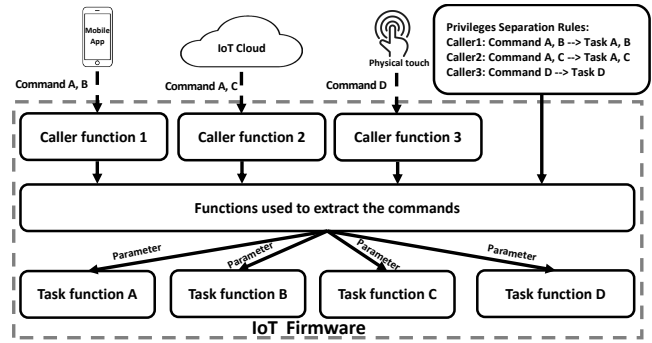 Mobile
App
IoT Cloud
Physical touch
Privileges Separation Rules:
Caller1: Command A, B --> Task A, B
Caller2: Command A, C --> Task A, C
Caller3: Command D --> Task D
Command A, B
Command A, C
Command D
Caller function 1
Caller function 2
Caller function 3
Functions used to extract the commands
Parameter
Parameter
Parameter
Parameter
Task function A
Task function B
Task function C
Task function D
IoT Firmware